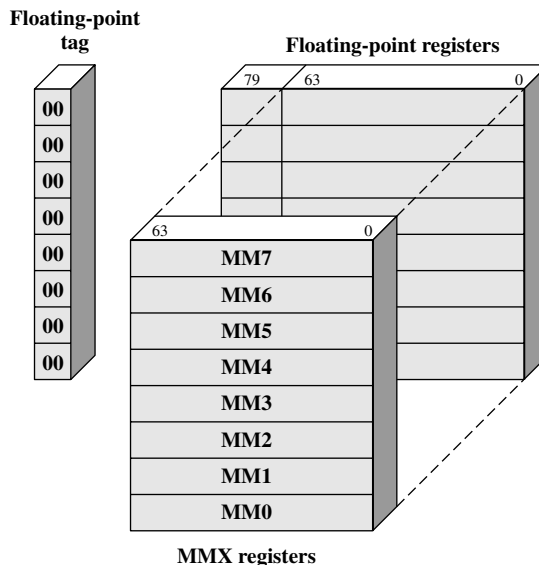 Floating-point
tag
Floating-point registers
79 63 0
00
00
00
00
00
00
00
00
63 0
MM7
MM6
MM5
MM4
MM3
MM2
MM1
MM0
MMX registers